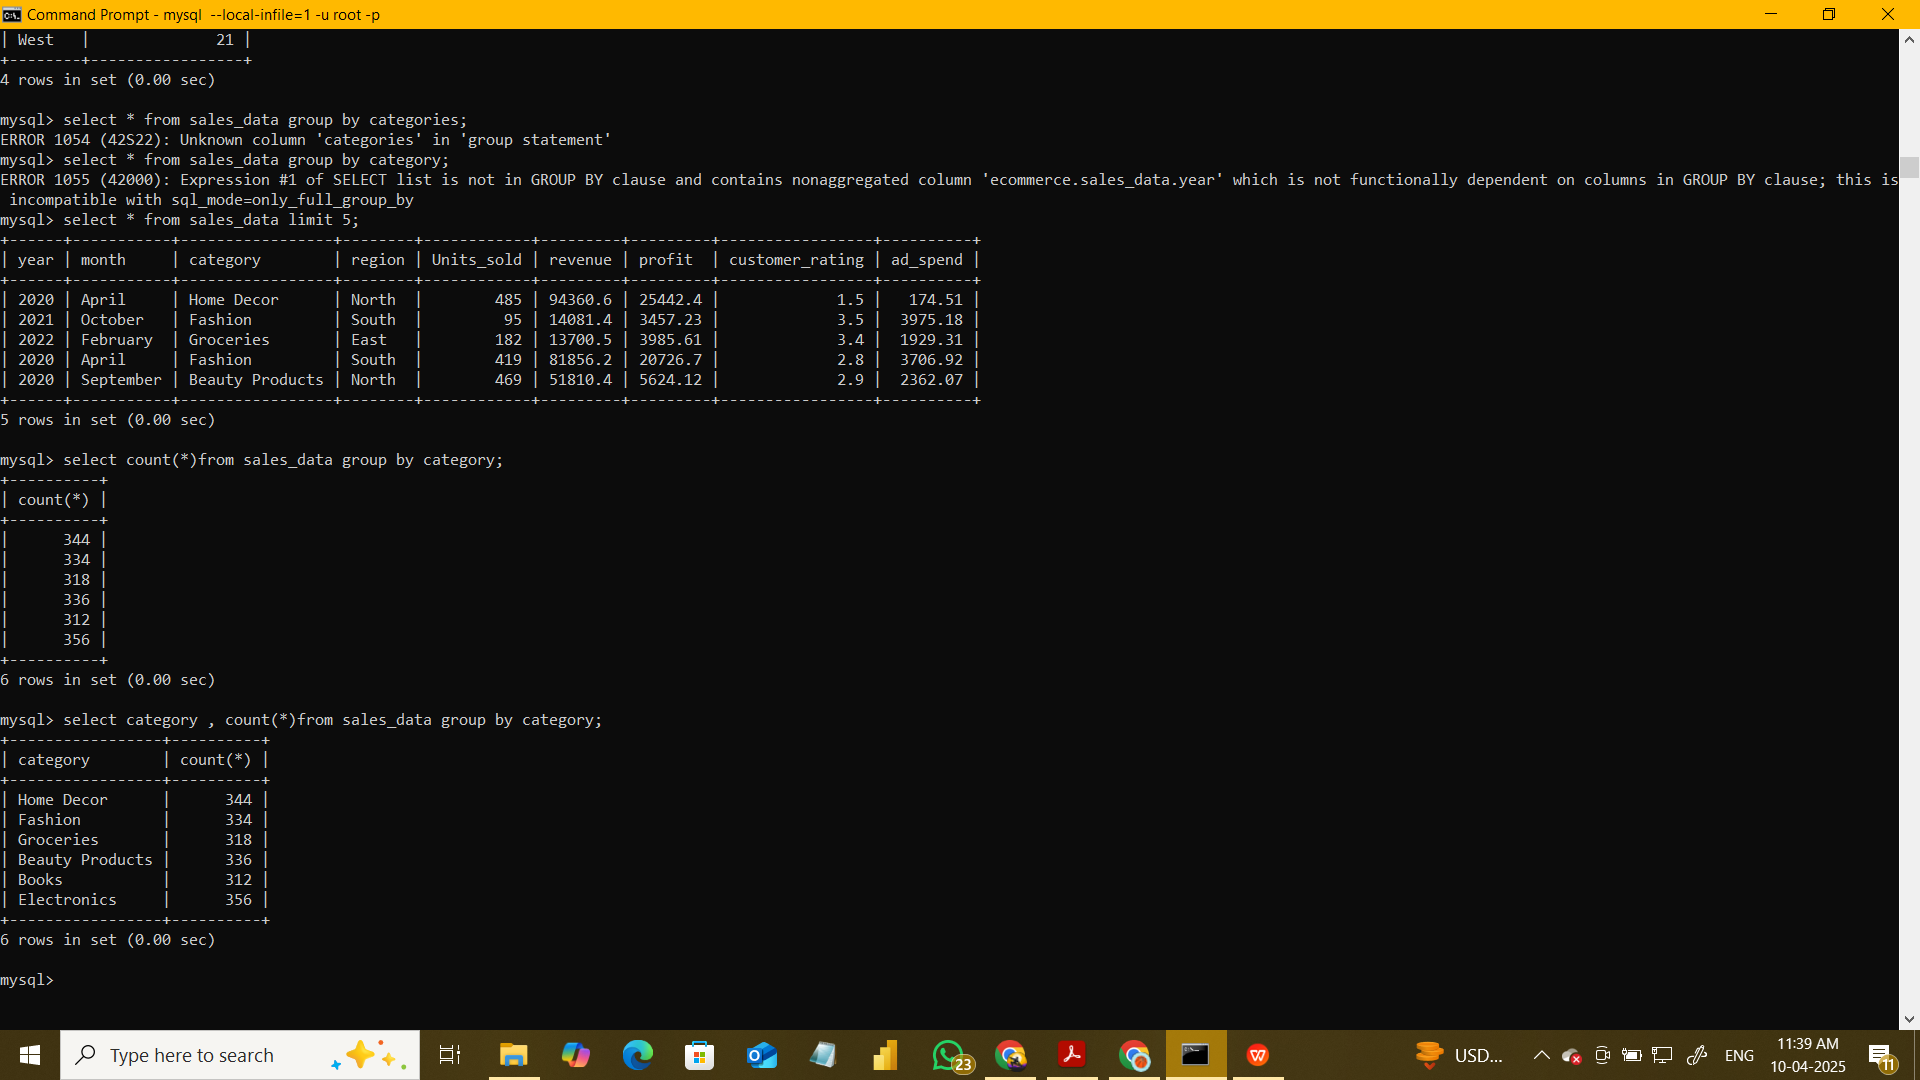 Command Prompt - mysql  --local-infile=1 -u root -p
| West   |              21 |
+--------+-----------------+
4 rows in set (0.00 sec)

mysql> select * from sales_data group by categories;
ERROR 1054 (42S22): Unknown column 'categories' in 'group statement'
mysql> select * from sales_data group by category;
ERROR 1055 (42000): Expression #1 of SELECT list is not in GROUP BY clause and contains nonaggregated column 'ecommerce.sales_data.year' which is not functionally dependent on columns in GROUP BY clause; this is
 incompatible with sql_mode=only_full_group_by
mysql> select * from sales_data limit 5;
+------+-----------+-----------------+--------+------------+---------+---------+-----------------+----------+
| year | month     | category        | region | Units_sold | revenue | profit  | customer_rating | ad_spend |
+------+-----------+-----------------+--------+------------+---------+---------+-----------------+----------+
| 2020 | April     | Home Decor      | North  |        485 | 94360.6 | 25442.4 |             1.5 |   174.51 |
| 2021 | October   | Fashion         | South  |         95 | 14081.4 | 3457.23 |             3.5 |  3975.18 |
| 2022 | February  | Groceries       | East   |        182 | 13700.5 | 3985.61 |             3.4 |  1929.31 |
| 2020 | April     | Fashion         | South  |        419 | 81856.2 | 20726.7 |             2.8 |  3706.92 |
| 2020 | September | Beauty Products | North  |        469 | 51810.4 | 5624.12 |             2.9 |  2362.07 |
+------+-----------+-----------------+--------+------------+---------+---------+-----------------+----------+
5 rows in set (0.00 sec)

mysql> select count(*)from sales_data group by category;
+----------+
| count(*) |
+----------+
|      344 |
|      334 |
|      318 |
|      336 |
|      312 |
|      356 |
+----------+
6 rows in set (0.00 sec)

mysql> select category , count(*)from sales_data group by category;
+-----------------+----------+
| category        | count(*) |
+-----------------+----------+
| Home Decor      |      344 |
| Fashion         |      334 |
| Groceries       |      318 |
| Beauty Products |      336 |
| Books           |      312 |
| Electronics     |      356 |
+-----------------+----------+
6 rows in set (0.00 sec)

mysql>
Type here to search
23
USD...
ENG
11:39 AM
10-04-2025
11